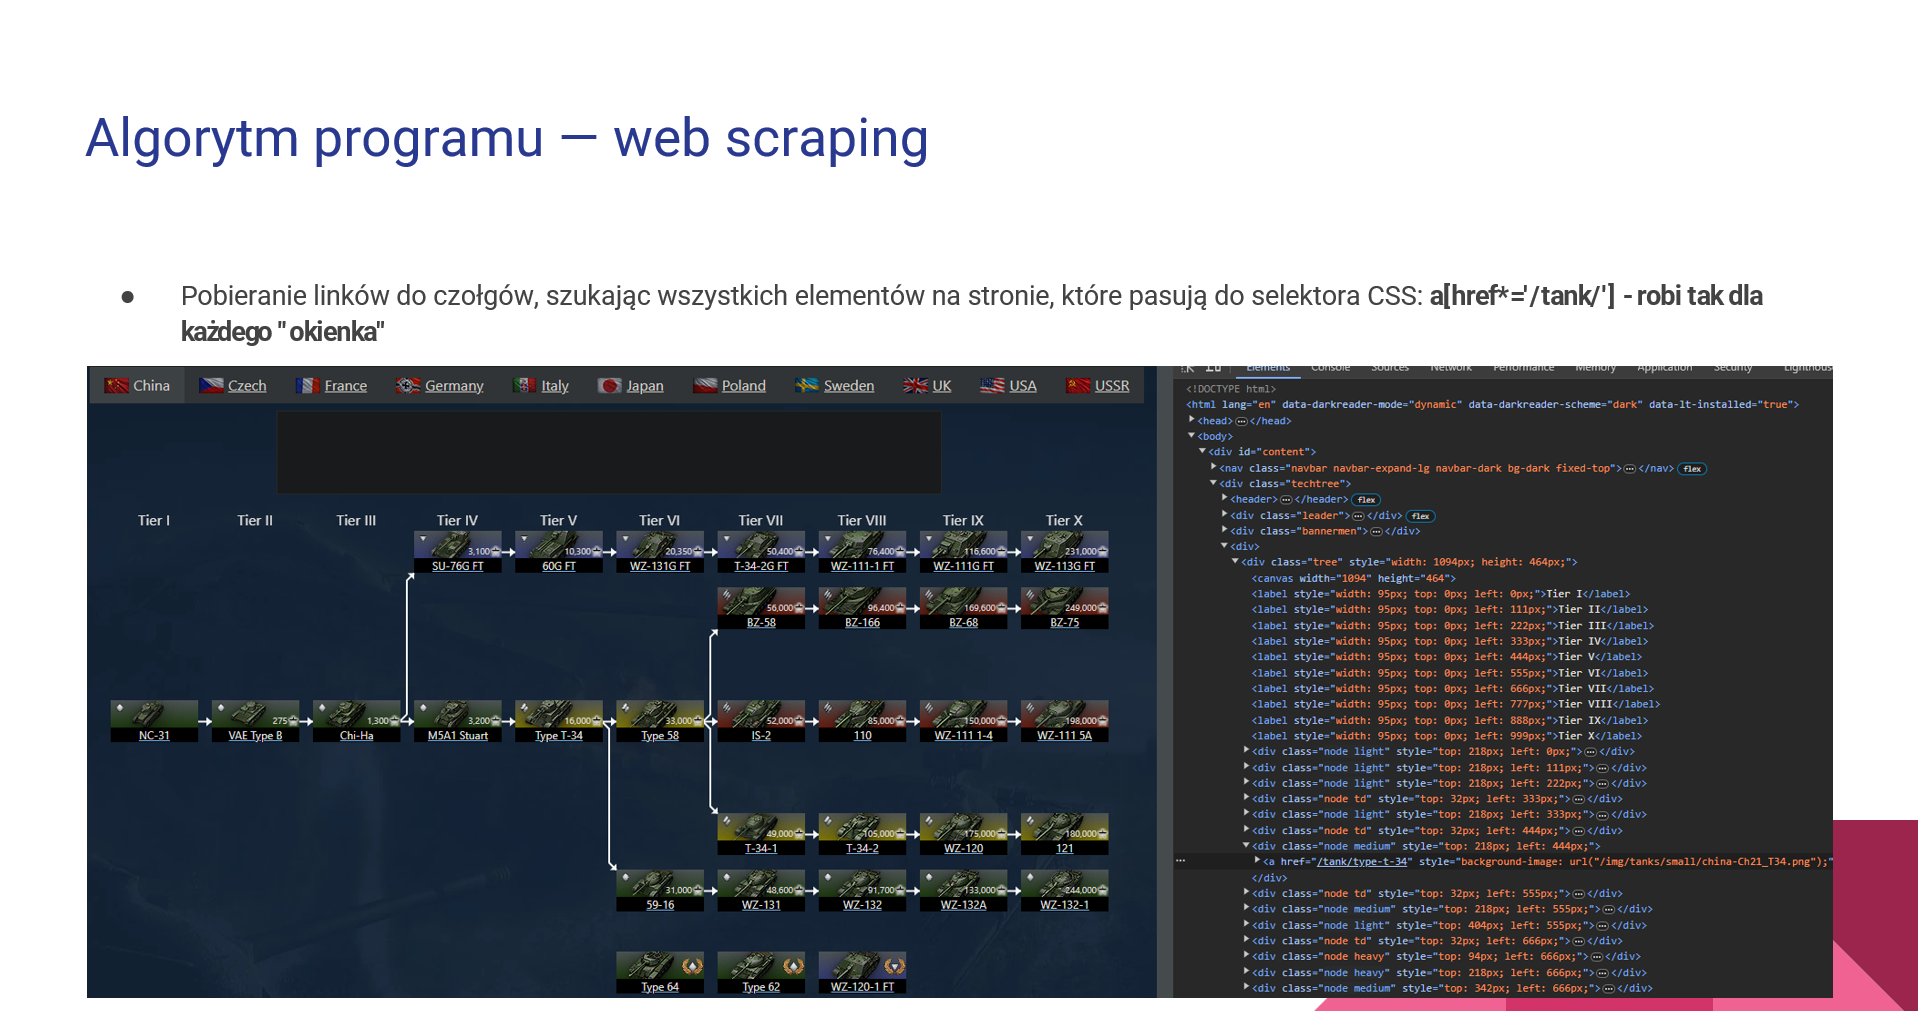 Algorytm programu — web scraping
● Pobieranie linków do czołgów, szukając wszystkich elementów na stronie, które pasują do selektora CSS: a[href*='/tank/'] - robi tak dla
każdego "okienka"
China Czech France Germany Italy Japan Poland Sweden UK USA USSR
Tier I Tier II Tier III Tier IV Tier V Tier VI Tier VII Tier VIII Tier IX Tier X
3,100 10,300 20,350 50,400 76,400 116,600 231,000
SU-76G FT 60G FT WZ-131G FT T-34-2G FT WZ-111-1 FT WZ-111G FT WZ-113G FT
56,000 96,400 169,600 249,000
BZ-58 BZ-166 BZ-68 BZ-75
275 1,300 3,200 16,000 33,000 52,000 85,000 150,000 198,000
NC-31 VAE Type B Chi-Ha M5A1 Stuart Type T-34 Type 58 IS-2 110 WZ-111 1-4 WZ-111 5A
49,000 105,000 175,000 180,000
T-34-1 T-34-2 WZ-120 121
31,000 48,600 91,700 133,000 244,000
59-16 WZ-131 WZ-132 WZ-132A WZ-132-1
Type 64 Type 62 WZ-120-1 FT
Elements Console Sources Network Performance Memory Application Security Lighthous
<!DOCTYPE html>
<html lang="en" data-darkreader-mode="dynamic" data-darkreader-scheme="dark" data-lt-installed="true">
<head>…</head>
<body>
<div id="content">
<nav class="navbar navbar-expand-lg navbar-dark bg-dark fixed-top">…</nav> flex
<div class="techtree">
<header>…</header> flex
<div class="leader">…</div> flex
<div class="bannermen">…</div>
<div>
<div class="tree" style="width: 1094px; height: 464px;">
<canvas width="1094" height="464">
<label style="width: 95px; top: 0px; left: 0px;">Tier I</label>
<label style="width: 95px; top: 0px; left: 111px;">Tier II</label>
<label style="width: 95px; top: 0px; left: 222px;">Tier III</label>
<label style="width: 95px; top: 0px; left: 333px;">Tier IV</label>
<label style="width: 95px; top: 0px; left: 444px;">Tier V</label>
<label style="width: 95px; top: 0px; left: 555px;">Tier VI</label>
<label style="width: 95px; top: 0px; left: 666px;">Tier VII</label>
<label style="width: 95px; top: 0px; left: 777px;">Tier VIII</label>
<label style="width: 95px; top: 0px; left: 888px;">Tier IX</label>
<label style="width: 95px; top: 0px; left: 999px;">Tier X</label>
<div class="node light" style="top: 218px; left: 0px;">…</div>
<div class="node light" style="top: 218px; left: 111px;">…</div>
<div class="node light" style="top: 218px; left: 222px;">…</div>
<div class="node td" style="top: 32px; left: 333px;">…</div>
<div class="node light" style="top: 218px; left: 333px;">…</div>
<div class="node td" style="top: 32px; left: 444px;">…</div>
<div class="node medium" style="top: 218px; left: 444px;">
… <a href="/tank/type-t-34" style="background-image: url("/img/tanks/small/china-Ch21_T34.png");"
</div>
<div class="node td" style="top: 32px; left: 555px;">…</div>
<div class="node medium" style="top: 218px; left: 555px;">…</div>
<div class="node light" style="top: 404px; left: 555px;">…</div>
<div class="node td" style="top: 32px; left: 666px;">…</div>
<div class="node heavy" style="top: 94px; left: 666px;">…</div>
<div class="node heavy" style="top: 218px; left: 666px;">…</div>
<div class="node medium" style="top: 342px; left: 666px;">…</div>